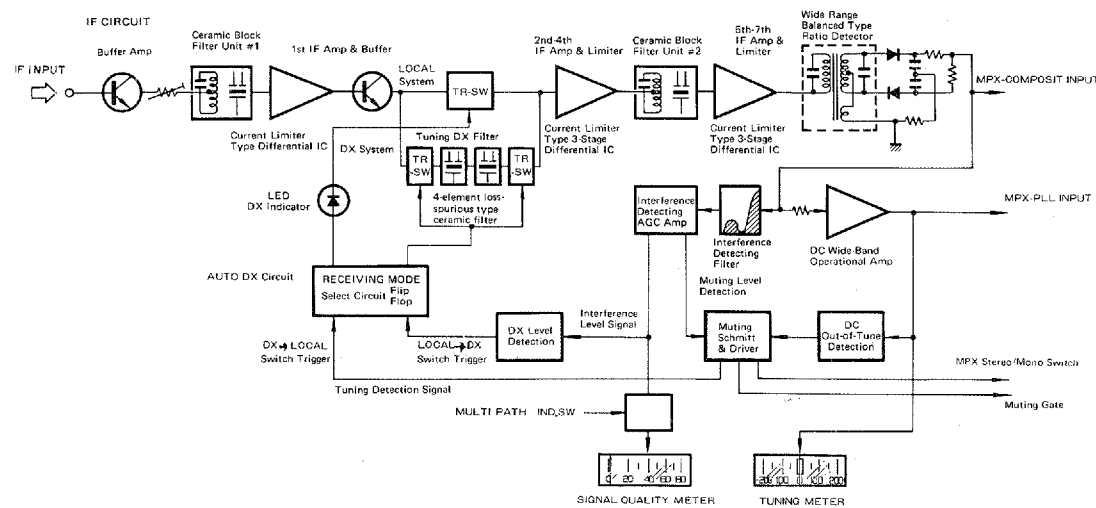 IF CIRCUIT
Buffer Amp
IF INPUT
Ceramic Block
Filter Unit #1
1st IF Amp & Buffer
Current Limiter
Type Differential IC
LOCAL
System
TR-SW
Tuning DX Filter
DX System
TR
-SW
TR
-SW
4-element loss-
spurious type
ceramic filter
2nd-4th
IF Amp & Limiter
Current Limiter
Type 3-Stage
Differential IC
Ceramic Block
Filter Unit #2
5th-7th
IF Amp &
Limiter
Current Limiter
Type 3-Stage
Differential IC
Wide Range
Balanced Type
Ratio Detector
MPX-COMPOSIT INPUT
LED
DX Indicator
Interference
Detecting
AGC Amp
Interference
Detecting
Filter
DC Wide-Band
Operational Amp
MPX-PLL INPUT
AUTO DX Circuit
RECEIVING MODE
Select Circuit Flip
Flop
Muting Level
Detection
Interference
Level Signal
DX Level
Detection
Muting
Schmitt
& Driver
DC
Out-of-Tune
Detection
DX→LOCAL
Switch Trigger
LOCAL→DX
Switch Trigger
Tuning Detection Signal
MPX Stereo/Mono Switch
Muting Gate
MULTI PATH IND,SW
0 20 40 60 80
SIGNAL QUALITY METER
-200 100 0 100 200
TUNING METER